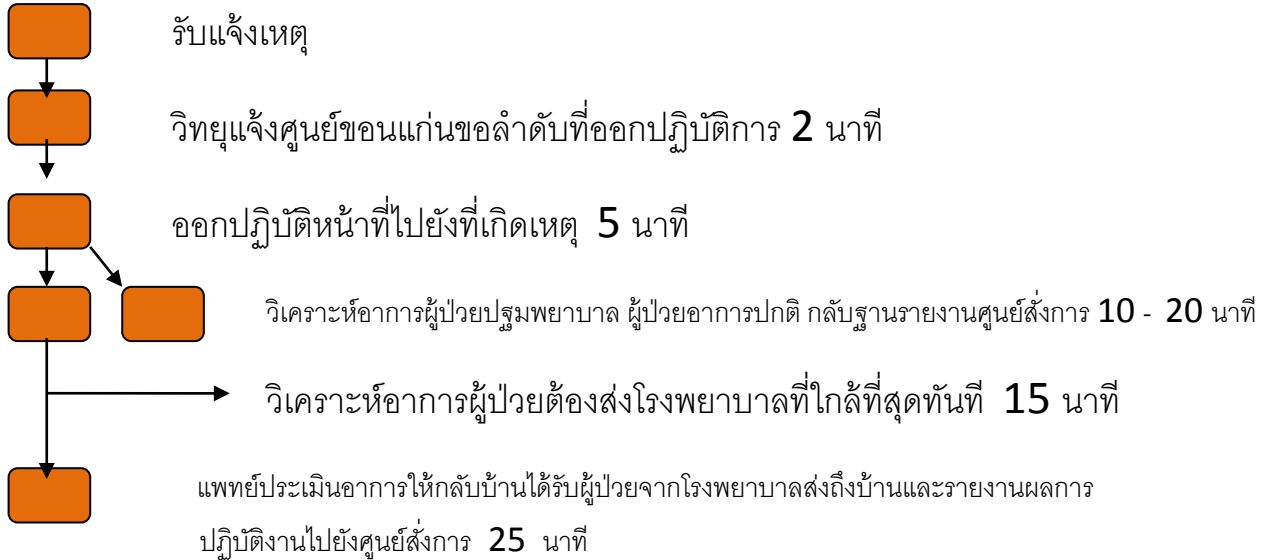 รับแจ้งเหตุ
วิทยุแจ้งศูนย์ขอนแก่นขอลำดับที่ออกปฏิบัติการ 2 นาที
ออกปฏิบัติหน้าที่ไปยังที่เกิดเหตุ 5 นาที
วิเคราะห์อาการผู้ป่วยปฐมพยาบาล ผู้ป่วยอาการปกติ กลับฐานรายงานศูนย์สั่งการ 10 - 20 นาที
วิเคราะห์อาการผู้ป่วยต้องส่งโรงพยาบาลที่ใกล้ที่สุดทันที 15 นาที
แพทย์ประเมินอาการให้กลับบ้านได้รับผู้ป่วยจากโรงพยาบาลส่งถึงบ้านและรายงานผลการ
ปฏิบัติงานไปยังศูนย์สั่งการ 25 นาที